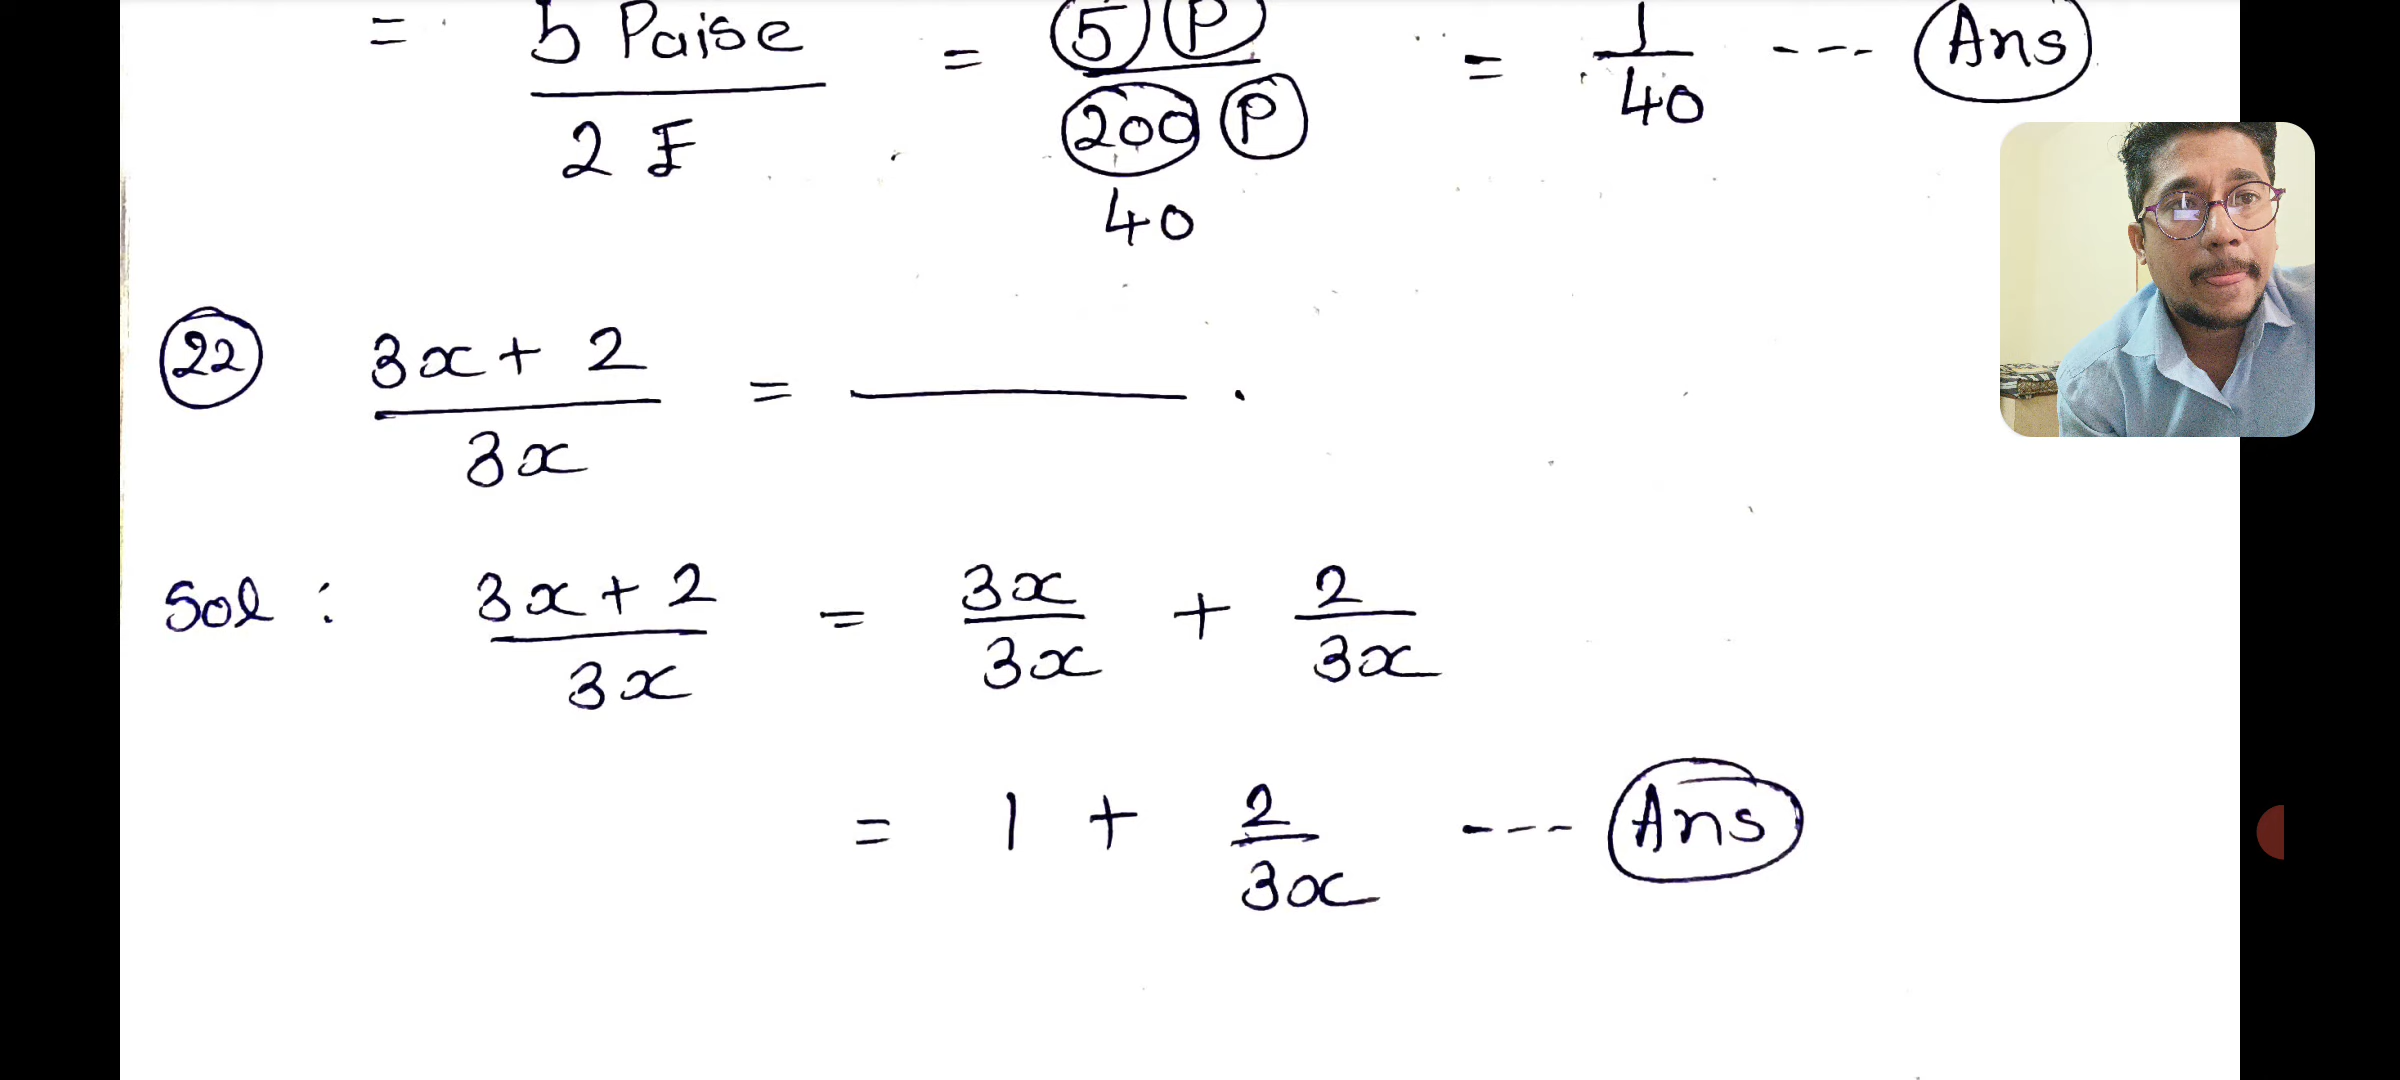 = 5 Paise / 2 ₹ = 5 P / 200 P = 1/40 --- Ans
40
22 (3x + 2) / 3x = ________ .
Sol : (3x + 2) / 3x = 3x / 3x + 2 / 3x
= 1 + 2 / 3x --- Ans